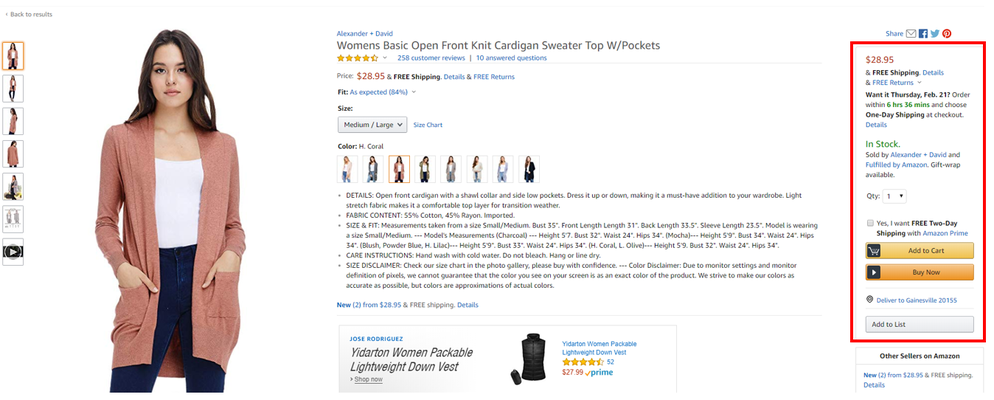 ‹ Back to results
Alexander + David
Womens Basic Open Front Knit Cardigan Sweater Top W/Pockets
258 customer reviews | 10 answered questions
Price: $28.95 & FREE Shipping. Details & FREE Returns
Fit: As expected (84%)
Size:
Medium / Large Size Chart
Color: H. Coral
• DETAILS: Open front cardigan with a shawl collar and side low pockets. Dress it up or down, making it a must-have addition to your wardrobe. Light
stretch fabric makes it a comfortable top layer for transition weather.
• FABRIC CONTENT: 55% Cotton, 45% Rayon. Imported.
• SIZE & FIT: Measurements taken from a size Small/Medium. Bust 35". Front Length Length 31". Back Length 33.5". Sleeve Length 23.5". Model is wearing
a size Small/Medium. --- Model's Measurements (Charcoal) --- Height 5'7. Bust 32". Waist 24". Hips 34". (Mocha)--- Height 5'9". Bust 34". Waist 24". Hips
34". (Blush, Powder Blue, H. Lilac)--- Height 5'9". Bust 33". Waist 24". Hips 34". (H. Coral, L. Olive)--- Height 5'9. Bust 32". Waist 24". Hips 34".
• CARE INSTRUCTIONS: Hand wash with cold water. Do not bleach. Hang or line dry.
• SIZE DISCLAIMER: Check our size chart in the photo gallery, please buy with confidence. --- Color Disclaimer: Due to monitor settings and monitor
definition of pixels, we cannot guarantee that the color you see on your screen is as an exact color of the product. We strive to make our colors as
accurate as possible, but colors are approximations of actual colors.
New (2) from $28.95 & FREE shipping. Details
JOSE RODRIGUEZ
Yidarton Women Packable
Lightweight Down Vest
› Shop now
Yidarton Women Packable
Lightweight Down Vest
52
$27.99 prime
Share
$28.95
& FREE Shipping. Details
& FREE Returns
Want it Thursday, Feb. 21? Order
within 6 hrs 36 mins and choose
One-Day Shipping at checkout.
Details
In Stock.
Sold by Alexander + David and
Fulfilled by Amazon. Gift-wrap
available.
Qty: 1
Yes, I want FREE Two-Day
Shipping with Amazon Prime
Add to Cart
Buy Now
Deliver to Gainesville 20155
Add to List
Other Sellers on Amazon
New (2) from $28.95 & FREE shipping.
Details